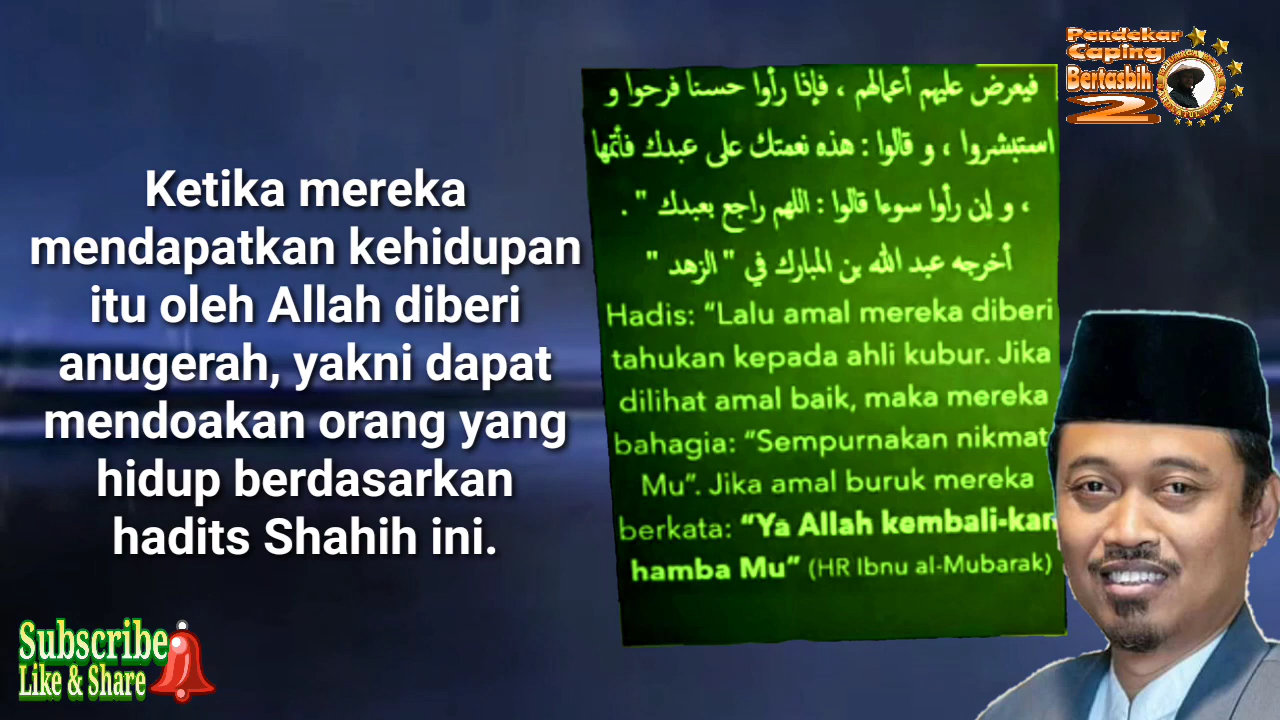 Ketika mereka
mendapatkan kehidupan
itu oleh Allah diberi
anugerah, yakni dapat
mendoakan orang yang
hidup berdasarkan
hadits Shahih ini.
فيعرض عليهم أعمالهم ، فإذا رأوا حسنا فرحوا و
استبشروا ، و قالوا : هذه نعمتك على عبدك فأتمها
، و إن رأوا سوءا قالوا : اللهم راجع بعبدك " .
أخرجه عبد الله بن المبارك في " الزهد "
Hadis: “Lalu amal mereka diberi
tahukan kepada ahli kubur. Jika
dilihat amal baik, maka mereka
bahagia: “Sempurnakan nikmat-
Mu”. Jika amal buruk mereka
berkata: “Ya Allah kembali-kan
hamba Mu” (HR Ibnu al-Mubarak)
Pendekar
Caping
Bertasbih
2
Subscribe
Like & Share